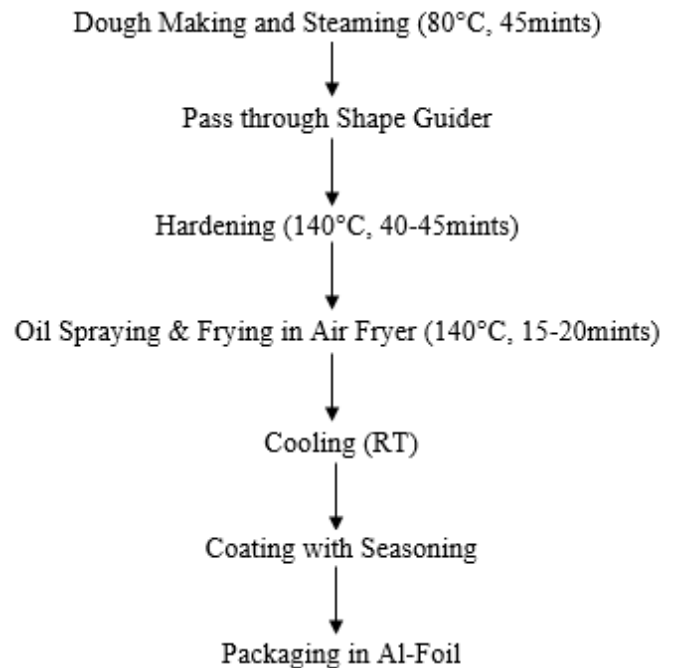 Dough Making and Steaming (80°C, 45mints)
Pass through Shape Guider
Hardening (140°C, 40-45mints)
Oil Spraying & Frying in Air Fryer (140°C, 15-20mints)
Cooling (RT)
Coating with Seasoning
Packaging in Al-Foil